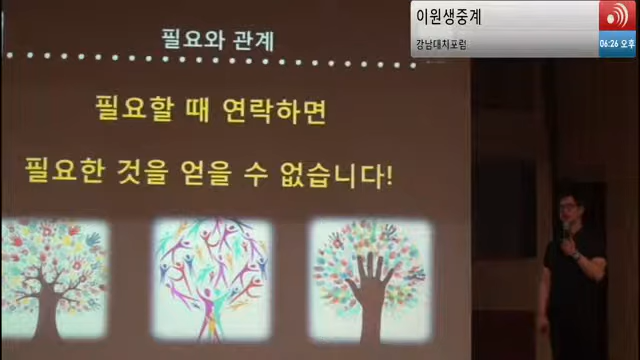 이원생중계
강남대치포럼
06:26 오후
필요와 관계
필요할 때 연락하면
필요한 것을 얻을 수 없습니다!